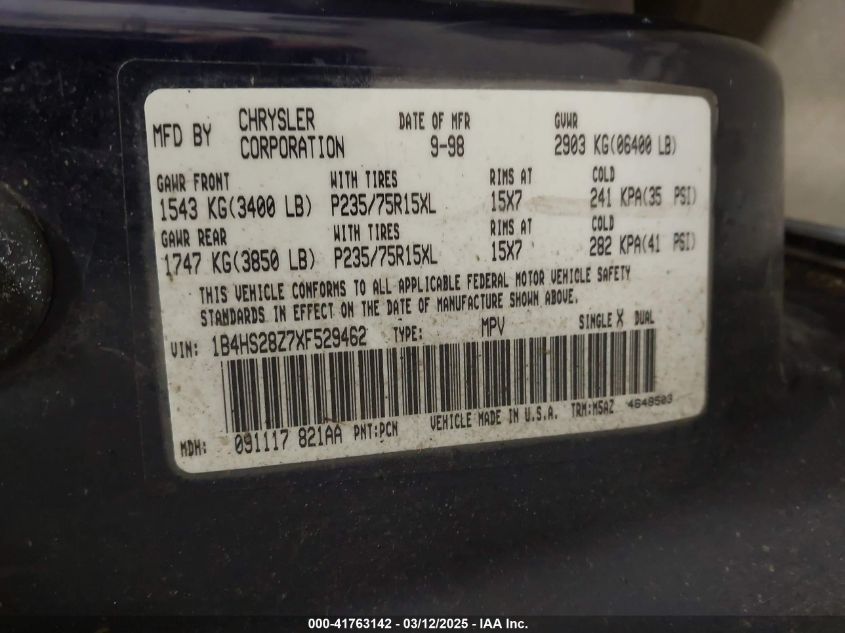 MFD BY CHRYSLER CORPORATION DATE OF MFR 9-98 GVWR 2903 KG(06400 LB)
GAWR FRONT WITH TIRES RIMS AT COLD
1543 KG(3400 LB) P235/75R15XL 15X7 241 KPA(35 PSI)
GAWR REAR WITH TIRES RIMS AT COLD
1747 KG(3850 LB) P235/75R15XL 15X7 282 KPA(41 PSI)
THIS VEHICLE CONFORMS TO ALL APPLICABLE FEDERAL MOTOR VEHICLE SAFETY
STANDARDS IN EFFECT ON THE DATE OF MANUFACTURE SHOWN ABOVE.
VIN: 1B4HS28Z7XF529462 TYPE: MPV SINGLE X DUAL
MDH: 091117 821AA PNT:PCN VEHICLE MADE IN U.S.A. TRM:M5AZ 4648503
000-41763142 - 03/12/2025 - IAA Inc.